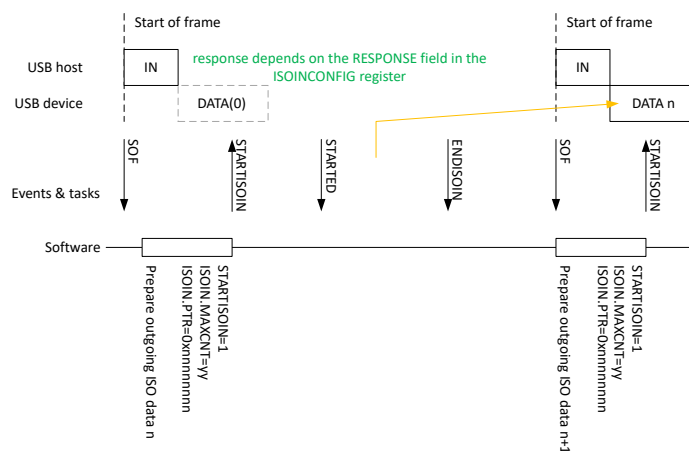 Start of frame
Start of frame
USB host
IN
response depends on the RESPONSE field in the
ISOINCONFIG register
IN
USB device
DATA(0)
DATA n
Events & tasks
SOF
STARTISOIN
STARTED
ENDISOIN
SOF
STARTISOIN
Software
STARTISOIN=1
ISOIN.MAXCNT=yy
ISOIN.PTR=0xnnnnnnnn
Prepare outgoing ISO data n
STARTISOIN=1
ISOIN.MAXCNT=yy
ISOIN.PTR=0xnnnnnnnn
Prepare outgoing ISO data n+1